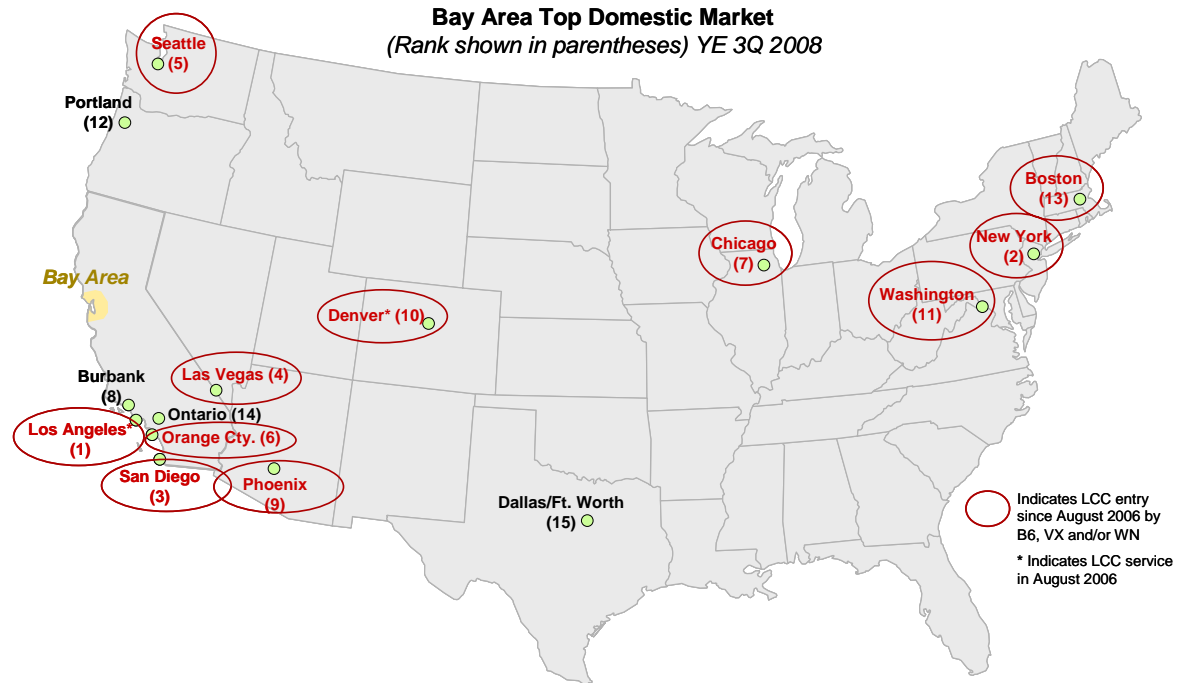 Bay Area Top Domestic Market
(Rank shown in parentheses) YE 3Q 2008
Seattle
(5)
Portland
(12)
Boston
(13)
New York
(2)
Chicago
(7)
Washington
(11)
Bay Area
Denver* (10)
Las Vegas (4)
Burbank
(8)
Ontario (14)
Los Angeles*
(1)
Orange Cty. (6)
San Diego
(3)
Phoenix
(9)
Dallas/Ft. Worth
(15)
Indicates LCC entry
since August 2006 by
B6, VX and/or WN
* Indicates LCC service
in August 2006